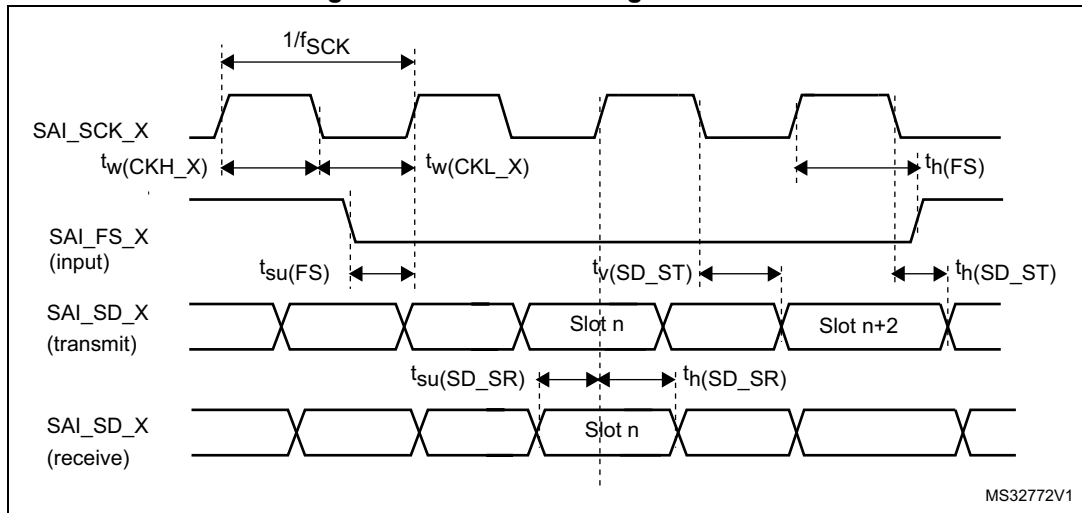 1/fSCK
SAI_SCK_X
tw(CKH_X)
tw(CKL_X)
th(FS)
SAI_FS_X
(input)
tsu(FS)
tv(SD_ST)
th(SD_ST)
SAI_SD_X
(transmit)
Slot n
Slot n+2
tsu(SD_SR)
th(SD_SR)
SAI_SD_X
(receive)
Slot n
MS32772V1